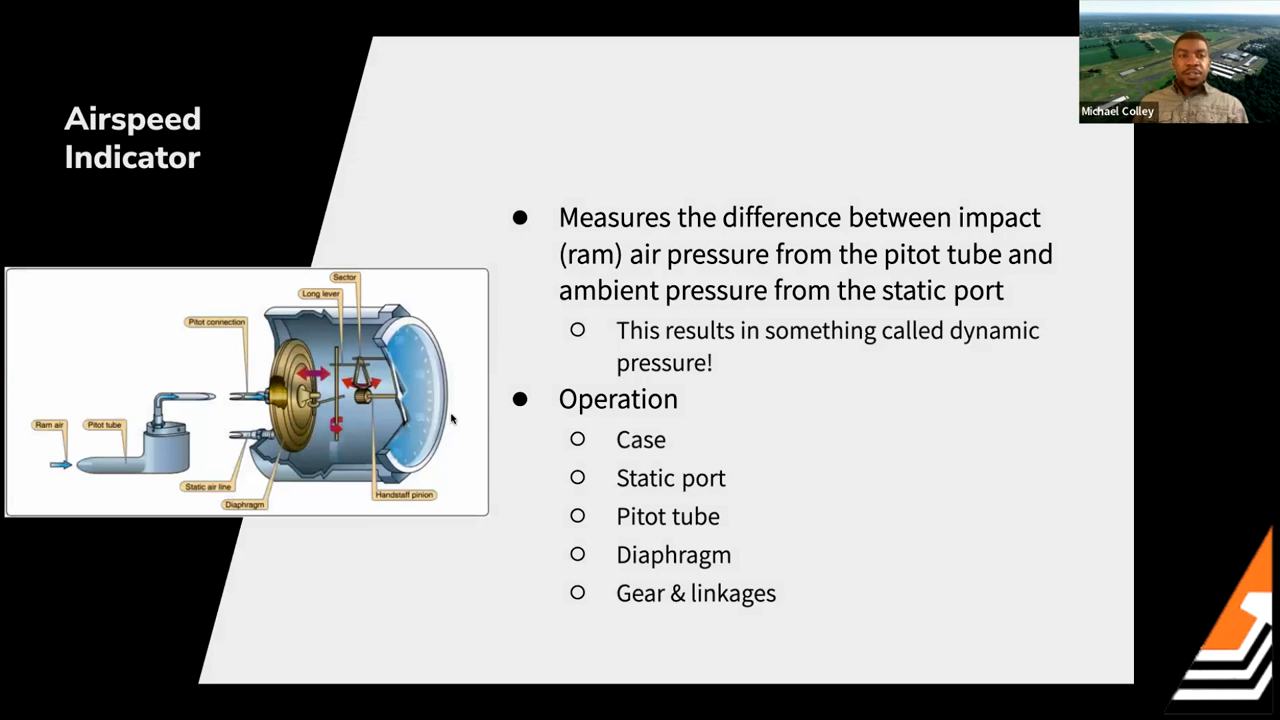 Airspeed
Indicator
Michael Colley
● Measures the difference between impact
(ram) air pressure from the pitot tube and
ambient pressure from the static port
○ This results in something called dynamic
pressure!
● Operation
○ Case
○ Static port
○ Pitot tube
○ Diaphragm
○ Gear & linkages
Sector
Long lever
Pitot connection
Ram air
Pitot tube
Static air line
Diaphragm
Handstaff pinion